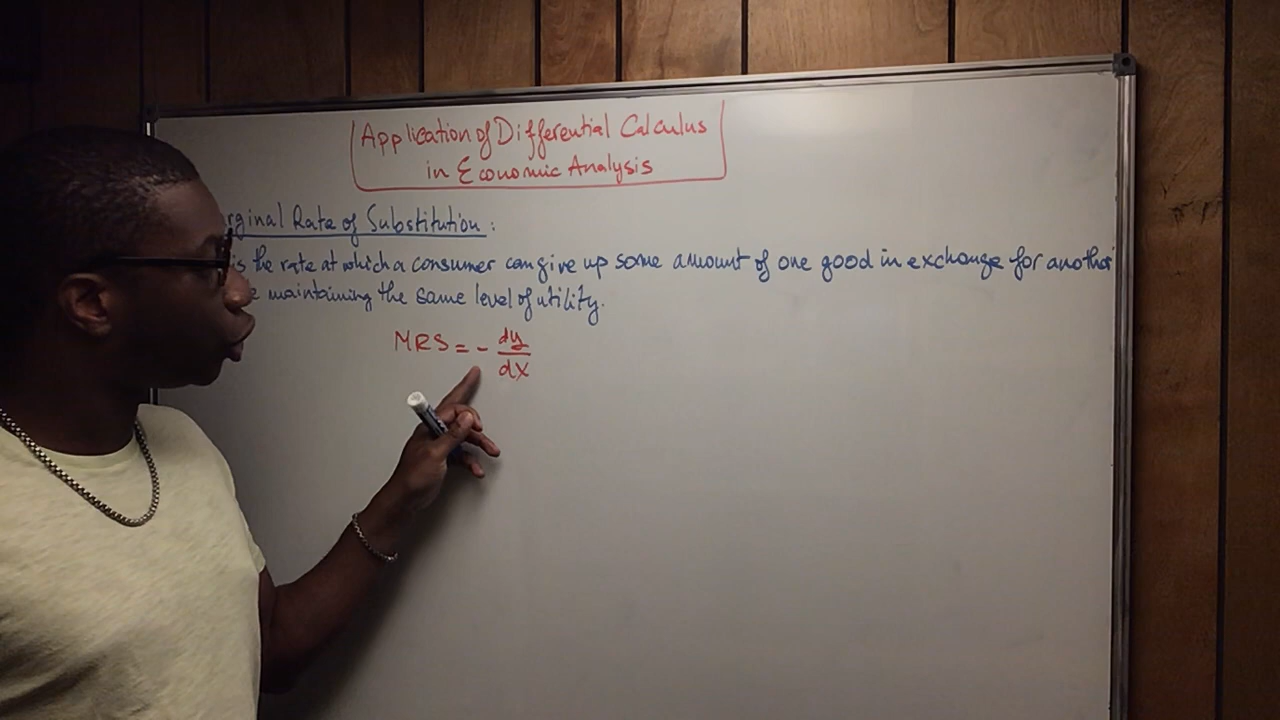 Application of Differential Calculus
in Economic Analysis
rginal Rate of Substitution:
is the rate at which a consumer can give up some amount of one good in exchange for another
e maintaining the same level of utility.
MRS = - dy/dx